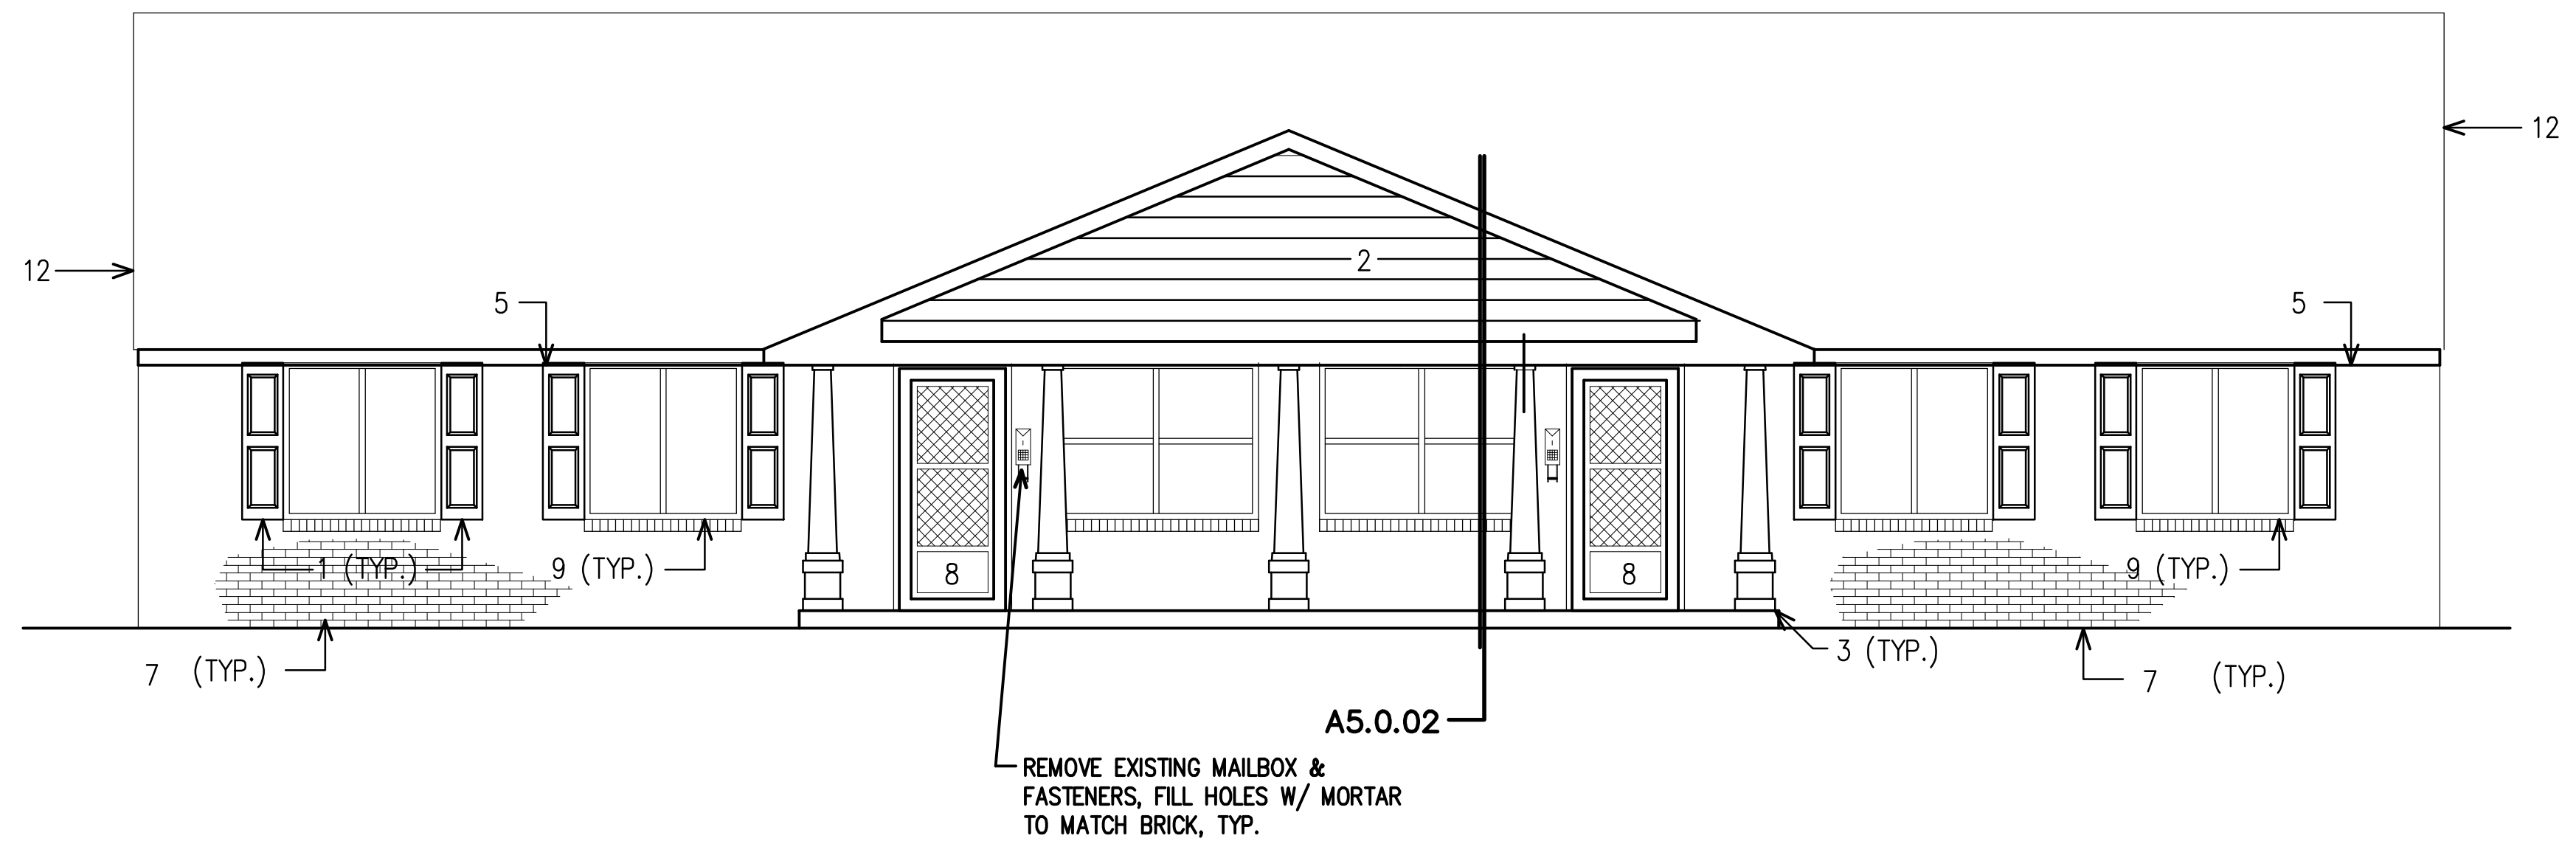 12
12
2
5
5
1 (TYP.)
9 (TYP.)
8
8
9 (TYP.)
7 (TYP.)
3 (TYP.)
7 (TYP.)
A5.0.02
REMOVE EXISTING MAILBOX &
FASTENERS, FILL HOLES W/ MORTAR
TO MATCH BRICK, TYP.